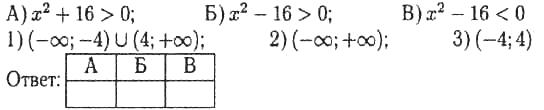 А) x² + 16 > 0; Б) x² − 16 > 0; В) x² − 16 < 0
1) (−∞; −4) ∪ (4; +∞); 2) (−∞; +∞); 3) (−4; 4)
Ответ: А Б В